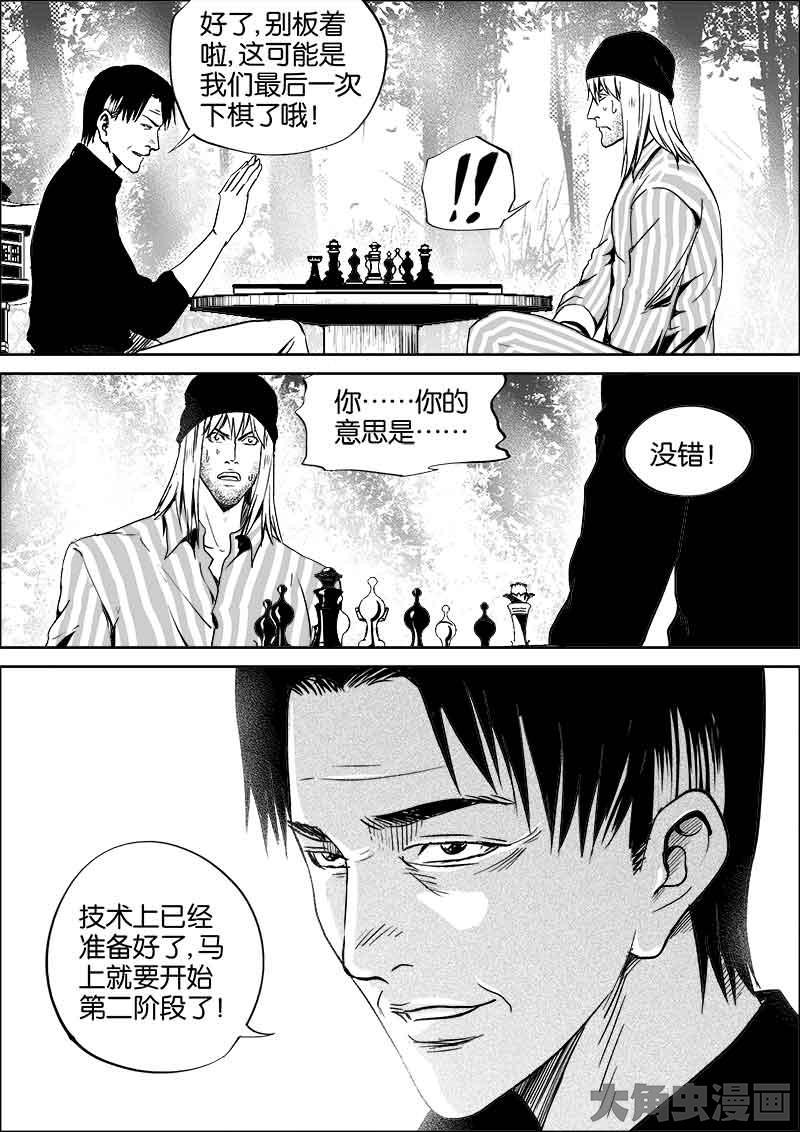 好了,别板着
啦,这可能是
我们最后一次
下棋了哦!
!!
你……你的
意思是……
没错!
技术上已经
准备好了,马
上就要开始
第二阶段了!
大角虫漫画